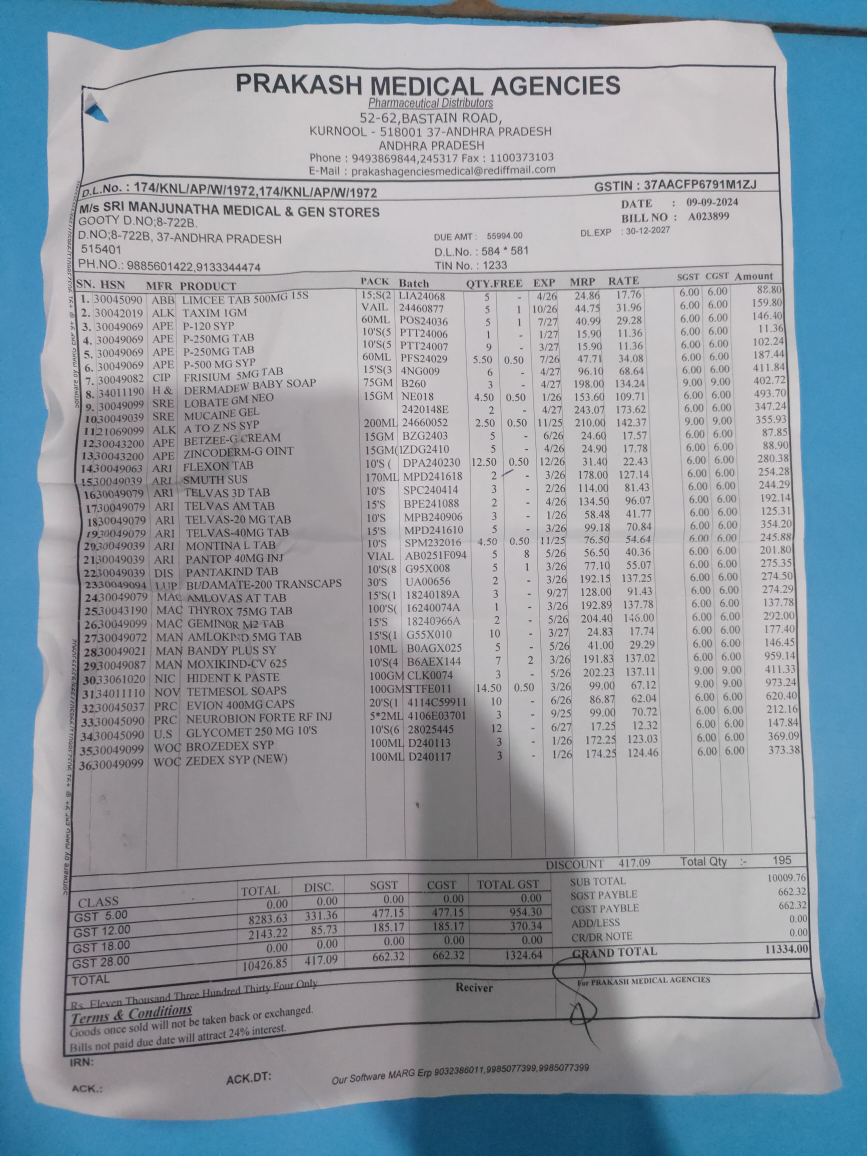 PRAKASH MEDICAL AGENCIES
Pharmaceutical Distributors
52-62,BASTAIN ROAD,
KURNOOL - 518001 37-ANDHRA PRADESH
ANDHRA PRADESH
Phone : 9493869844,245317 Fax : 1100373103
E-Mail : prakashagenciesmedical@rediffmail.com
D.L.No. : 174/KNL/AP/W/1972,174/KNL/AP/W/1972 GSTIN : 37AACFP6791M1ZJ
M/s SRI MANJUNATHA MEDICAL & GEN STORES DATE : 09-09-2024
GOOTY D.NO;8-722B. BILL NO : A023899
D.NO;8-722B, 37-ANDHRA PRADESH DUE AMT : 55994.00 DL.EXP : 30-12-2027
515401 D.L.No. : 584 * 581
PH.NO.: 9885601422,9133344474 TIN No. : 1233
SN. HSN MFR PRODUCT PACK Batch QTY. FREE EXP MRP RATE SGST CGST Amount
1. 30045090 ABB LIMCEE TAB 500MG 15S 15;S(2 LIA24068 5 - 4/26 24.86 17.76 6.00 6.00 88.80
2. 30042019 ALK TAXIM 1GM VAIL 24460877 5 1 10/26 44.75 31.96 6.00 6.00 159.80
3. 30049069 APE P-120 SYP 60ML POS24036 5 1 7/27 40.99 29.28 6.00 6.00 146.40
4. 30049069 APE P-250MG TAB 10'S(5 PTT24006 1 - 1/27 15.90 11.36 6.00 6.00 11.36
5. 30049069 APE P-250MG TAB 10'S(5 PTT24007 9 - 3/27 15.90 11.36 6.00 6.00 102.24
6. 30049069 APE P-500 MG SYP 60ML PFS24029 5.50 0.50 7/26 47.71 34.08 6.00 6.00 187.44
7. 30049082 CIP FRISIUM 5MG TAB 15'S(3 4NG009 6 - 4/27 96.10 68.64 6.00 6.00 411.84
8. 34011190 H & DERMADEW BABY SOAP 75GM B260 3 - 4/27 198.00 134.24 9.00 9.00 402.72
9. 30049099 SRE LOBATE GM NEO 15GM NE018 4.50 0.50 1/26 153.60 109.71 6.00 6.00 493.70
10.30049039 SRE MUCAINE GEL 2420148E 2 - 4/27 243.07 173.62 6.00 6.00 347.24
11.21069099 ALK A TO Z NS SYP 200ML 24660052 2.50 0.50 11/25 210.00 142.37 9.00 9.00 355.93
12.30043200 APE BETZEE-G CREAM 15GM BZG2403 5 - 6/26 24.60 17.57 6.00 6.00 87.85
13.30043200 APE ZINCODERM-G OINT 15GM(1 ZDG2410 5 - 4/26 24.90 17.78 6.00 6.00 88.90
14.30049063 ARI FLEXON TAB 10'S ( DPA240230 12.50 0.50 12/26 31.40 22.43 6.00 6.00 280.38
15.30049039 ARI SMUTH SUS 170ML MPD241618 2 - 3/26 178.00 127.14 6.00 6.00 254.28
16.30049079 ARI TELVAS 3D TAB 10'S SPC240414 3 - 2/26 114.00 81.43 6.00 6.00 244.29
17.30049079 ARI TELVAS AM TAB 15'S BPE241088 2 - 4/26 134.50 96.07 6.00 6.00 192.14
18.30049079 ARI TELVAS-20 MG TAB 10'S MPB240906 3 - 1/26 58.48 41.77 6.00 6.00 125.31
19.30049079 ARI TELVAS-40MG TAB 15'S MPD241610 5 - 3/26 99.18 70.84 6.00 6.00 354.20
20.30049039 ARI MONTINA L TAB 10'S SPM232016 4.50 0.50 11/25 76.50 54.64 6.00 6.00 245.88
21.30049039 ARI PANTOP 40MG INJ VIAL AB0251F094 5 8 5/26 56.50 40.36 6.00 6.00 201.80
22.30049039 DIS PANTAKIND TAB 10'S(8 G95X008 5 1 3/26 77.10 55.07 6.00 6.00 275.35
23.30049094 LUP BUDAMATE-200 TRANSCAPS 30'S UA00656 2 - 3/26 192.15 137.25 6.00 6.00 274.50
24.30049079 MAC AMLOVAS AT TAB 15'S(1 18240189A 3 - 9/27 128.00 91.43 6.00 6.00 274.29
25.30043190 MAC THYROX 75MG TAB 100'S( 16240074A 1 - 3/26 192.89 137.78 6.00 6.00 137.78
26.30049099 MAC GEMINOR M2 TAB 15'S 18240966A 2 - 5/26 204.40 146.00 6.00 6.00 292.00
27.30049072 MAN AMLOKIND 5MG TAB 15'S(1 G55X010 10 - 3/27 24.83 17.74 6.00 6.00 177.40
28.30049021 MAN BANDY PLUS SY 10ML B0AGX025 5 - 5/26 41.00 29.29 6.00 6.00 146.45
29.30049087 MAN MOXIKIND-CV 625 10'S(4 B6AEX144 7 2 3/26 191.83 137.02 6.00 6.00 959.14
30.33061020 NIC HIDENT K PASTE 100GM CLK0074 3 - 5/26 202.23 137.11 9.00 9.00 411.33
31.34011110 NOV TETMESOL SOAPS 100GMS TTFE011 14.50 0.50 3/26 99.00 67.12 9.00 9.00 973.24
32.30045037 PRC EVION 400MG CAPS 20'S(1 4114C59911 10 - 6/26 86.87 62.04 6.00 6.00 620.40
33.30045090 PRC NEUROBION FORTE RF INJ 5*2ML 4106E03701 3 - 9/25 99.00 70.72 6.00 6.00 212.16
34.30045090 U.S GLYCOMET 250 MG 10'S 10'S(6 28025445 12 - 6/27 17.25 12.32 6.00 6.00 147.84
35.30049099 WOC BROZEDEX SYP 100ML D240113 3 - 1/26 172.25 123.03 6.00 6.00 369.09
36.30049099 WOC ZEDEX SYP (NEW) 100ML D240117 3 - 1/26 174.25 124.46 6.00 6.00 373.38
DISCOUNT 417.09 Total Qty :- 195
CLASS TOTAL DISC. SGST CGST TOTAL GST SUB TOTAL 10009.76
GST 5.00 0.00 0.00 0.00 0.00 0.00 SGST PAYBLE 662.32
GST 12.00 8283.63 331.36 477.15 477.15 954.30 CGST PAYBLE 662.32
GST 18.00 2143.22 85.73 185.17 185.17 370.34 ADD/LESS 0.00
GST 28.00 0.00 0.00 0.00 0.00 0.00 CR/DR NOTE 0.00
TOTAL 10426.85 417.09 662.32 662.32 1324.64 GRAND TOTAL 11334.00
Rs. Eleven Thousand Three Hundred Thirty Four Only Reciver For PRAKASH MEDICAL AGENCIES
Terms & Conditions
Goods once sold will not be taken back or exchanged.
Bills not paid due date will attract 24% interest.
IRN:
ACK.: ACK.DT: Our Software MARG Erp 9032386011,9985077399,9985077399